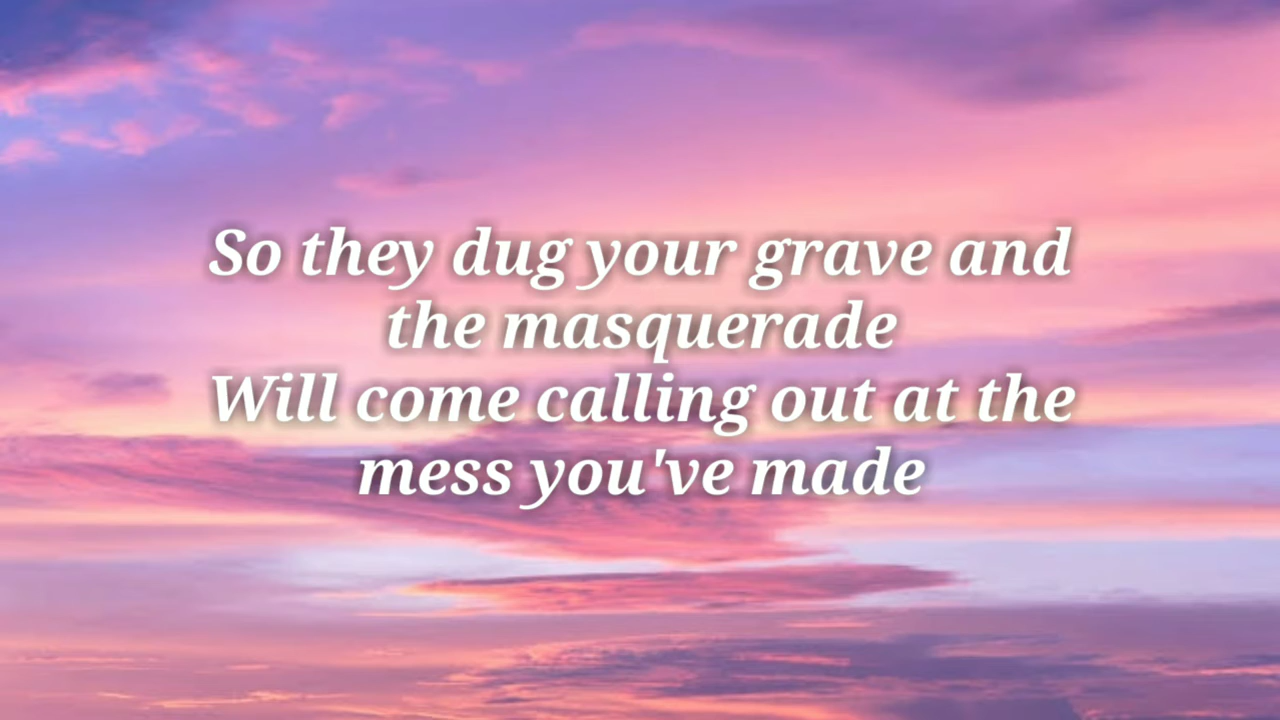 So they dug your grave and
the masquerade
Will come calling out at the
mess you've made